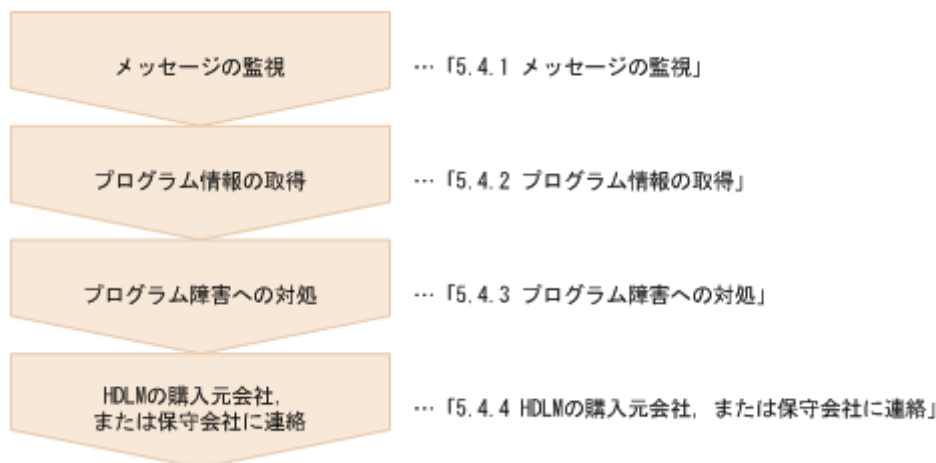 メッセージの監視 … 「5.4.1 メッセージの監視」
プログラム情報の取得 … 「5.4.2 プログラム情報の取得」
プログラム障害への対処 … 「5.4.3 プログラム障害への対処」
HDLMの購入元会社,
または保守会社に連絡 … 「5.4.4 HDLMの購入元会社, または保守会社に連絡」